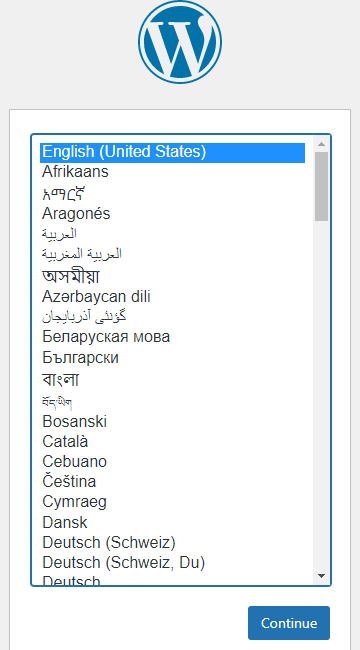 English (United States)
Afrikaans
አማርኛ
Aragonés
العربية
العربية المغربية
অসমীয়া
Azərbaycan dili
گؤنئی آذربایجان
Беларуская мова
Български
বাংলা
བོད་ཡིག
Bosanski
Català
Cebuano
Čeština
Cymraeg
Dansk
Deutsch (Schweiz)
Deutsch (Schweiz, Du)
Deutsch
Continue